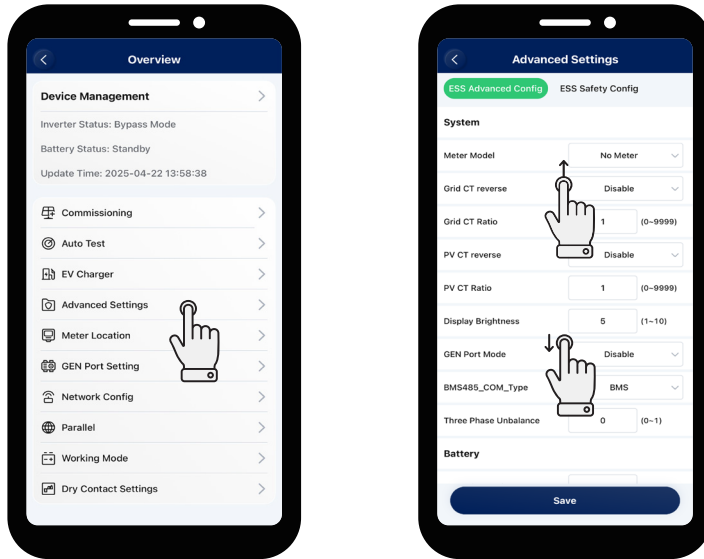 Overview
Device Management
Inverter Status: Bypass Mode
Battery Status: Standby
Update Time: 2025-04-22 13:58:38
Commissioning
Auto Test
EV Charger
Advanced Settings
Meter Location
GEN Port Setting
Network Config
Parallel
Working Mode
Dry Contact Settings
Advanced Settings
ESS Advanced Config ESS Safety Config
System
Meter Model No Meter
Grid CT reverse Disable
Grid CT Ratio 1 (0~9999)
PV CT reverse Disable
PV CT Ratio 1 (0~9999)
Display Brightness 5 (1~10)
GEN Port Mode Disable
BMS485_COM_Type BMS
Three Phase Unbalance 0 (0~1)
Battery
Save